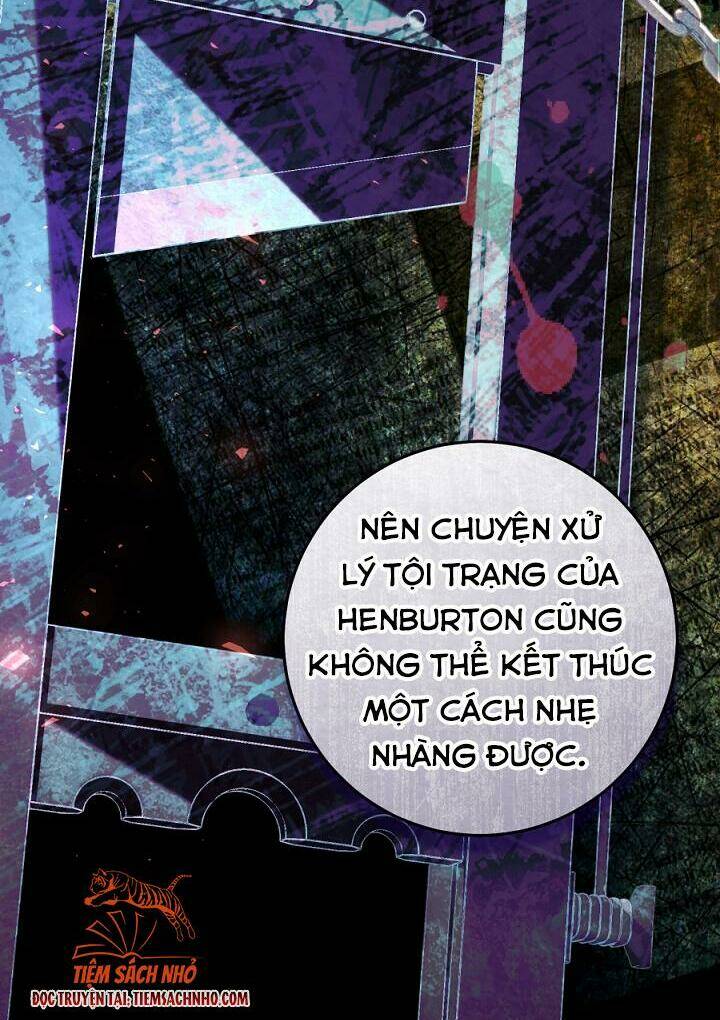 NÊN CHUYỆN XỬ
LÝ TỘI TRẠNG CỦA
HENBURTON CŨNG
KHÔNG THỂ KẾT THÚC
MỘT CÁCH NHẸ
NHÀNG ĐƯỢC.
TIỆM SÁCH NHỎ
ĐỌC TRUYỆN TẠI: TIEMSACHNHO.COM